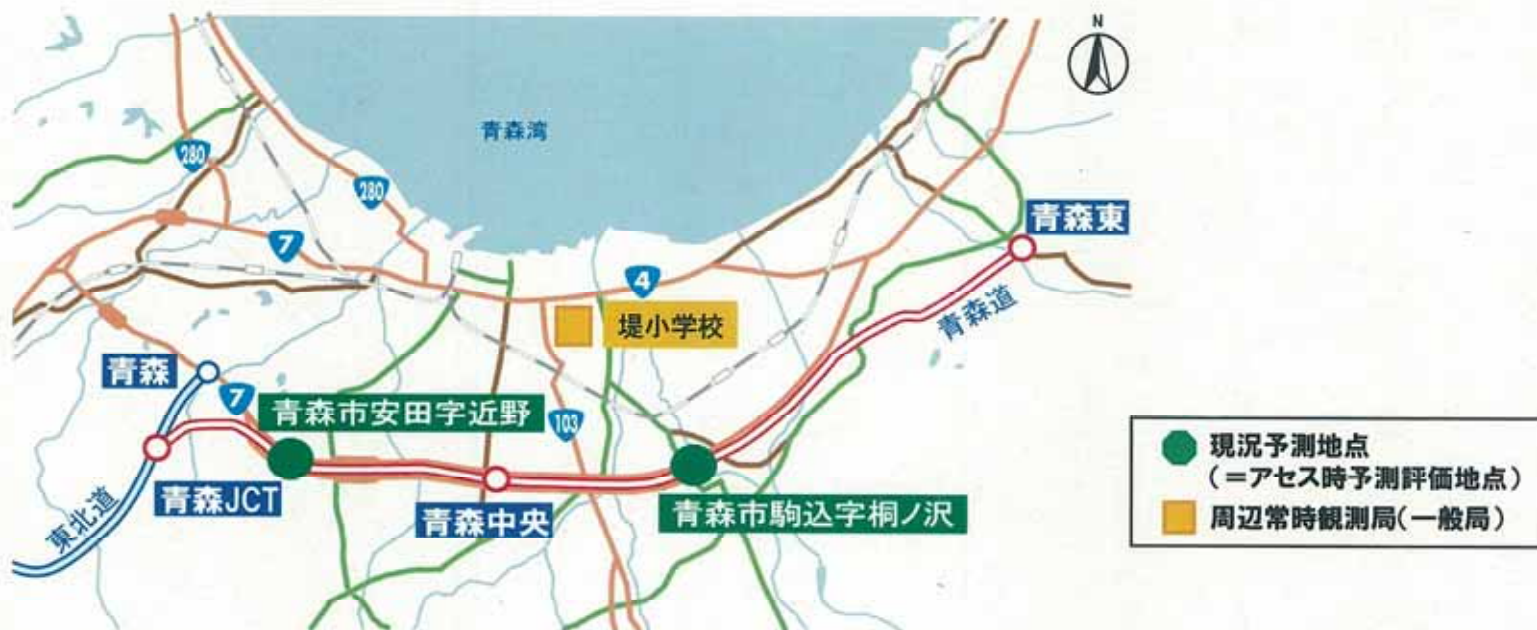 N
青森湾
280
280
7
青森東
4
堤小学校
青森道
青森
7
青森市安田字近野
103
青森JCT
東北道
青森中央
青森市駒込字桐ノ沢
現況予測地点
(=アセス時予測評価地点)
周辺常時観測局(一般局)